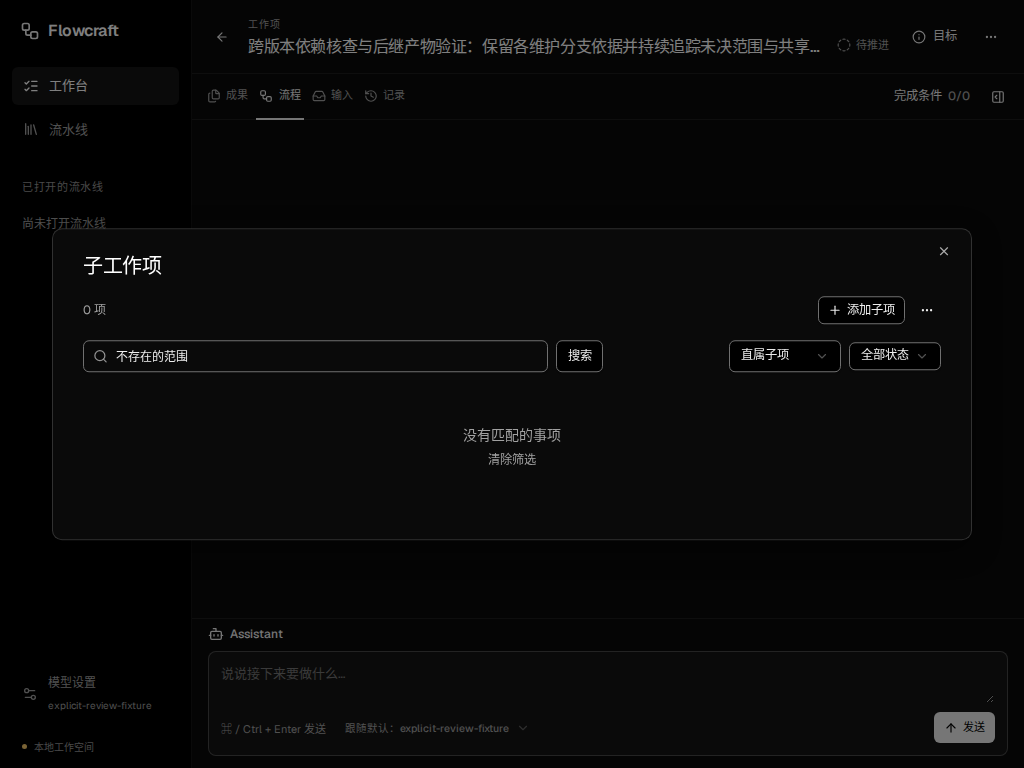 Flowcraft
工作台
流水线
已打开的流水线
尚未打开流水线
工作项
跨版本依赖核查与后继产物验证：保留各维护分支依据并持续追踪未决范围与共享…
待推进
目标
成果
流程
输入
记录
完成条件 0/0
子工作项
0 项
添加子项
不存在的范围
搜索
直属子项
全部状态
没有匹配的事项
清除筛选
Assistant
说说接下来要做什么…
⌘ / Ctrl + Enter 发送
跟随默认：explicit-review-fixture
发送
模型设置
explicit-review-fixture
本地工作空间